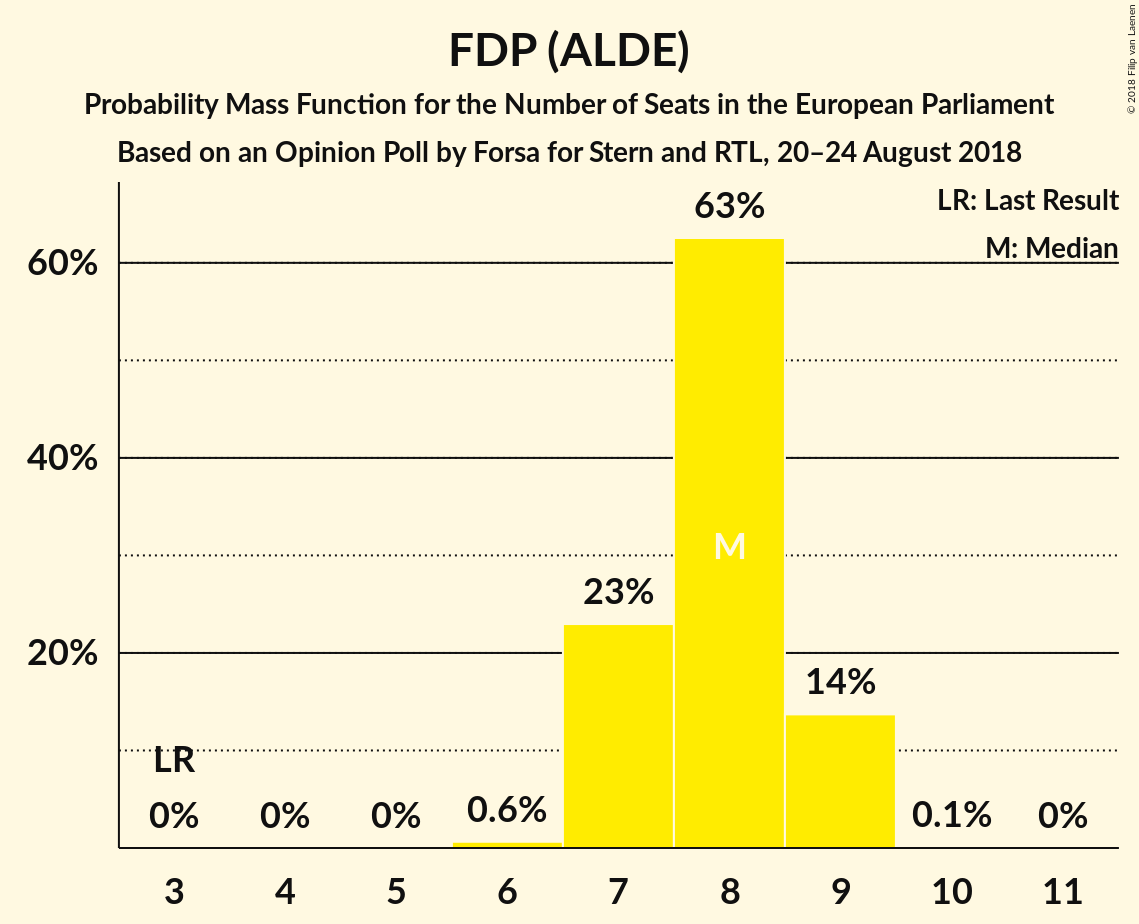 FDP (ALDE)
Probability Mass Function for the Number of Seats in the European Parliament
Based on an Opinion Poll by Forsa for Stern and RTL, 20–24 August 2018
© 2018 Filip van Laenen
LR: Last Result
M: Median
63%
60%
40%
M
23%
20%
14%
LR
0%
0%
0%
0.6%
0.1%
0%
3
4
5
6
7
8
9
10
11